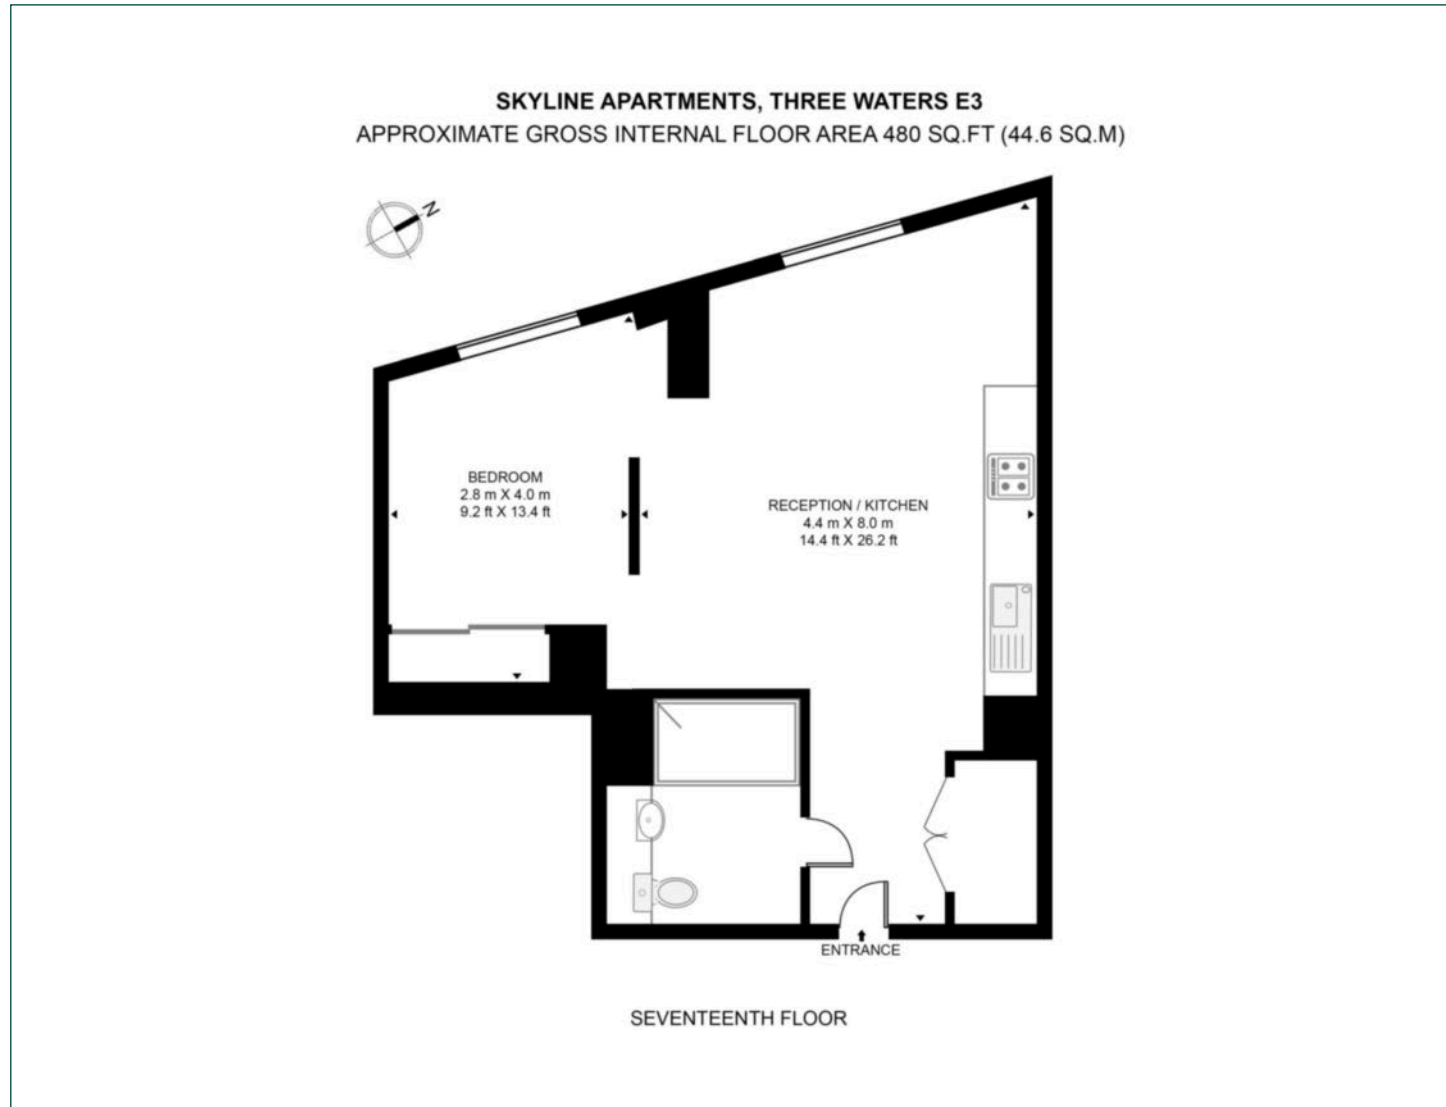 SKYLINE APARTMENTS, THREE WATERS E3
APPROXIMATE GROSS INTERNAL FLOOR AREA 480 SQ.FT (44.6 SQ.M)
N
BEDROOM
2.8 m X 4.0 m
9.2 ft X 13.4 ft
RECEPTION / KITCHEN
4.4 m X 8.0 m
14.4 ft X 26.2 ft
ENTRANCE
SEVENTEENTH FLOOR